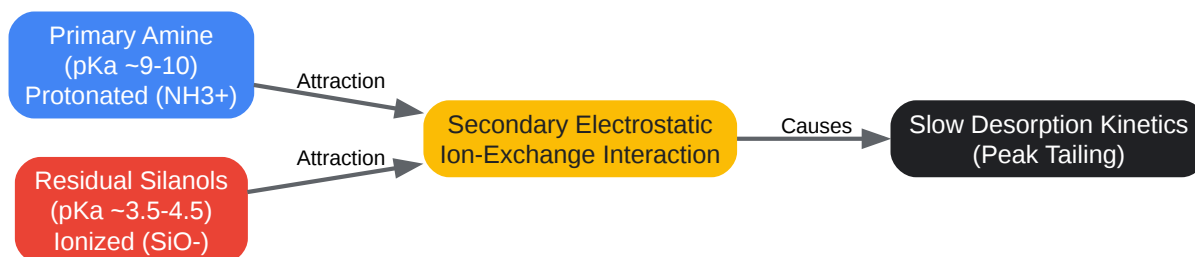 Primary Amine
(pKa ~9-10)
Protonated (NH3+)
Attraction
Residual Silanols
(pKa ~3.5-4.5)
Ionized (SiO-)
Attraction
Secondary Electrostatic
Ion-Exchange Interaction
Causes
Slow Desorption Kinetics
(Peak Tailing)